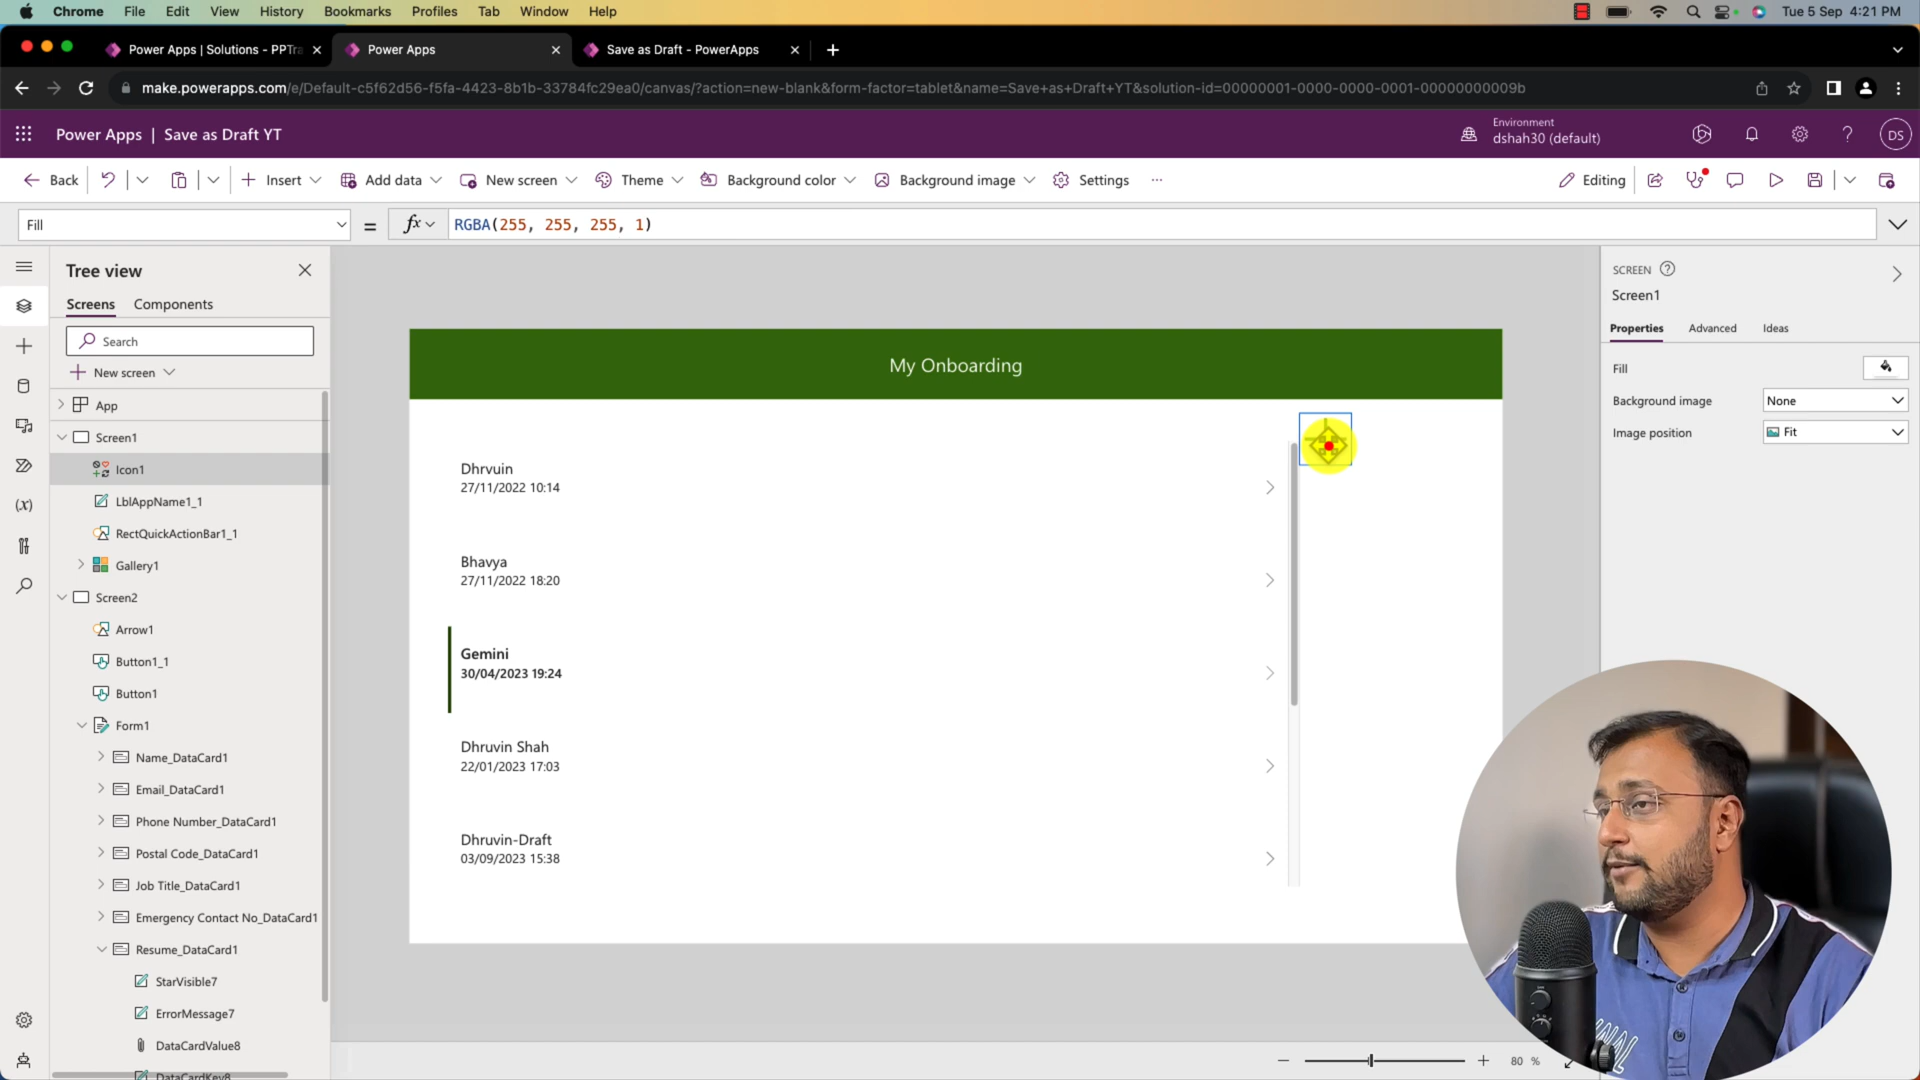 Chrome File Edit View History Bookmarks Profiles Tab Window Help Tue 5 Sep 4:21 PM
Power Apps | Solutions - PPTra Power Apps Save as Draft - PowerApps
make.powerapps.com/e/Default-c5f62d56-f5fa-4423-8b1b-33784fc29ea0/canvas/?action=new-blank&form-factor=tablet&name=Save+as+Draft+YT&solution-id=00000001-0000-0000-0001-00000000009b
Power Apps | Save as Draft YT
Environment
dshah30 (default)
DS
Back Insert Add data New screen Theme Background color Background image Settings ··· Editing
Fill = fx RGBA(255, 255, 255, 1)
Tree view
Screens Components
Search
New screen
App
Screen1
Icon1
LblAppName1_1
RectQuickActionBar1_1
Gallery1
Screen2
Arrow1
Button1_1
Button1
Form1
Name_DataCard1
Email_DataCard1
Phone Number_DataCard1
Postal Code_DataCard1
Job Title_DataCard1
Emergency Contact No_DataCard1
Resume_DataCard1
StarVisible7
ErrorMessage7
DataCardValue8
DataCardKey8
My Onboarding
Dhrvuin
27/11/2022 10:14
Bhavya
27/11/2022 18:20
Gemini
30/04/2023 19:24
Dhruvin Shah
22/01/2023 17:03
Dhruvin-Draft
03/09/2023 15:38
SCREEN
Screen1
Properties Advanced Ideas
Fill
Background image None
Image position Fit
80 %